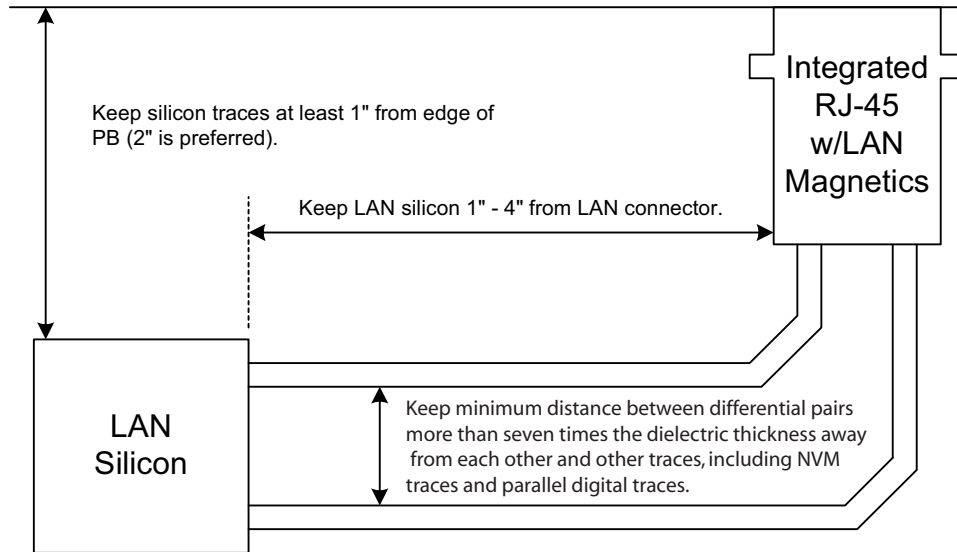 Integrated
RJ-45
w/LAN
Magnetics
Keep silicon traces at least 1" from edge of
PB (2" is preferred).
Keep LAN silicon 1" - 4" from LAN connector.
LAN
Silicon
Keep minimum distance between differential pairs
more than seven times the dielectric thickness away
from each other and other traces, including NVM
traces and parallel digital traces.